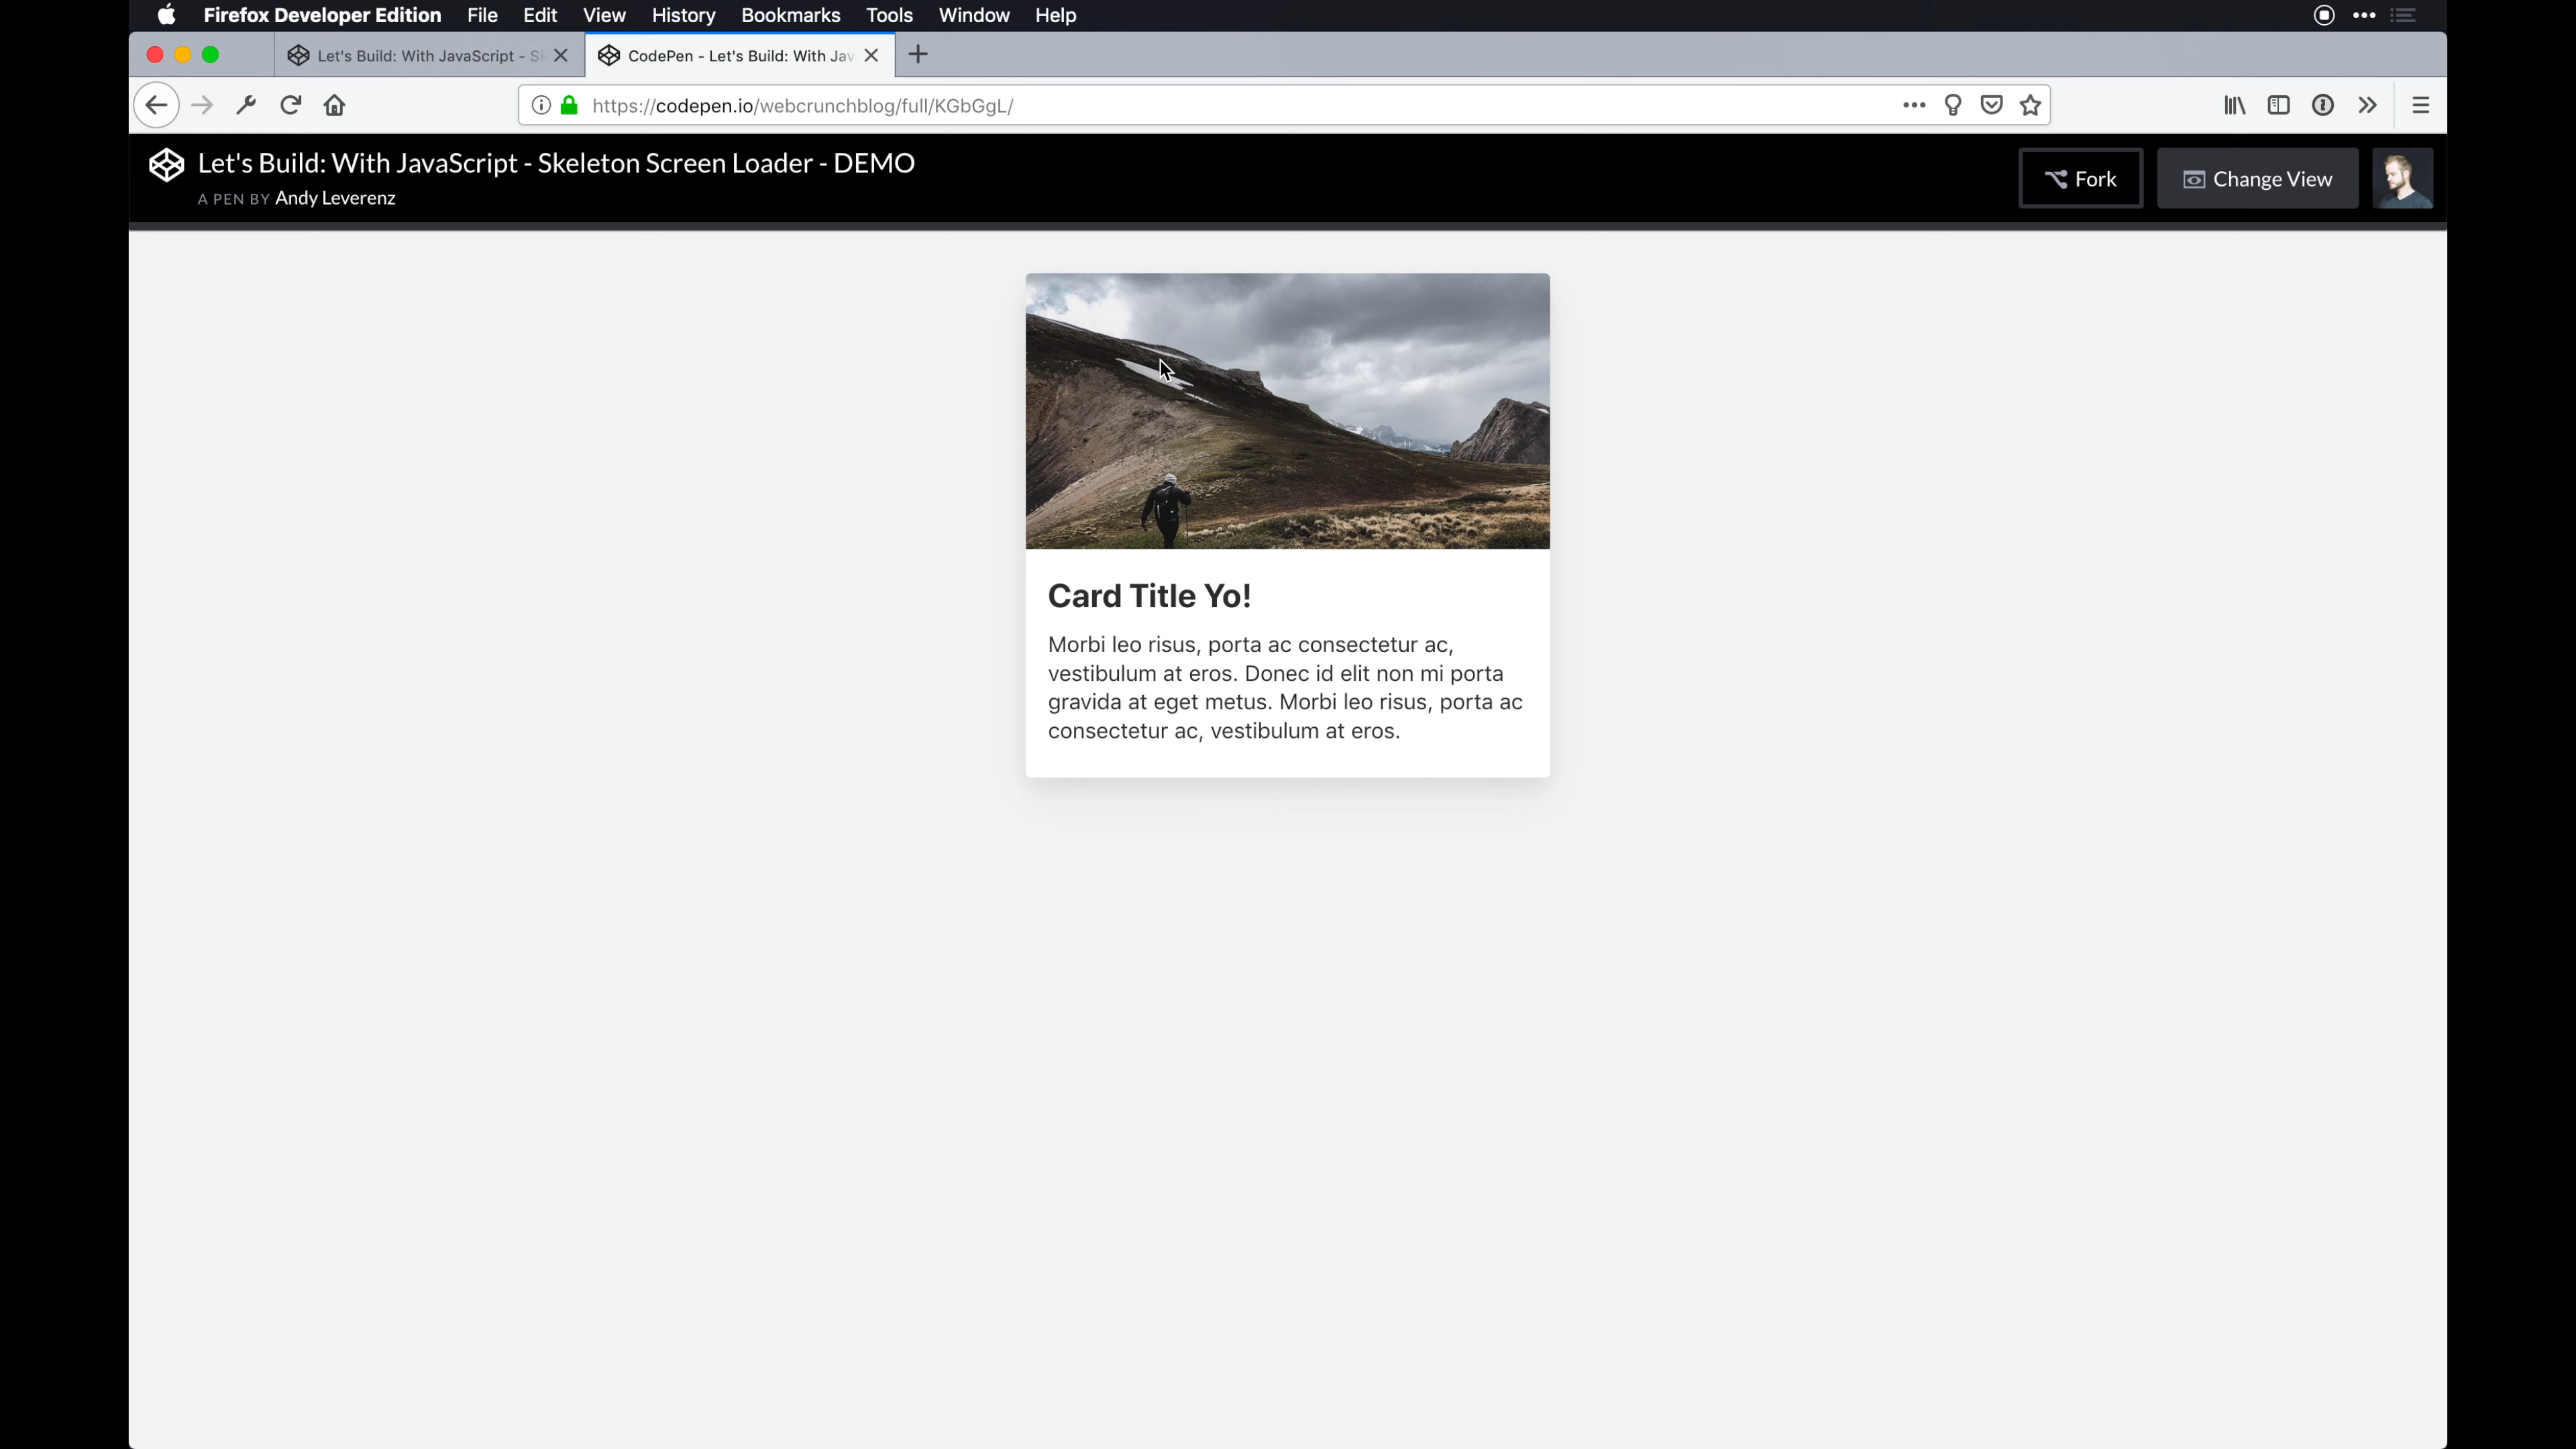 Firefox Developer Edition File Edit View History Bookmarks Tools Window Help
Let's Build: With JavaScript - S
CodePen - Let's Build: With Jav
https://codepen.io/webcrunchblog/full/KGbGgL/
Let's Build: With JavaScript - Skeleton Screen Loader - DEMO
A PEN BY Andy Leverenz
Fork
Change View
Card Title Yo!
Morbi leo risus, porta ac consectetur ac,
vestibulum at eros. Donec id elit non mi porta
gravida at eget metus. Morbi leo risus, porta ac
consectetur ac, vestibulum at eros.